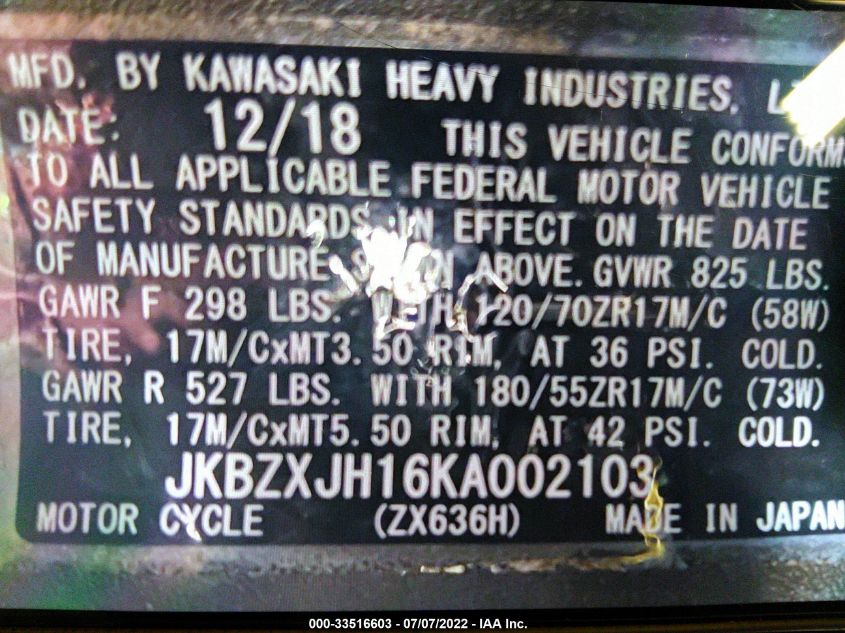 MFD. BY KAWASAKI HEAVY INDUSTRIES,
DATE: 12/18 THIS VEHICLE CONFORMS
TO ALL APPLICABLE FEDERAL MOTOR VEHICLE
SAFETY STANDARDS IN EFFECT ON THE DATE
OF MANUFACTURE ABOVE. GVWR 825 LBS.
GAWR F 298 LBS. WITH 120/70ZR17M/C (58W)
TIRE, 17M/CxMT3.50 RIM, AT 36 PSI. COLD.
GAWR R 527 LBS. WITH 180/55ZR17M/C (73W)
TIRE, 17M/CxMT5.50 RIM, AT 42 PSI. COLD.
JKBZXJH16KA002103
MOTOR CYCLE (ZX636H) MADE IN JAPAN
000-33516603 - 07/07/2022 - IAA Inc.